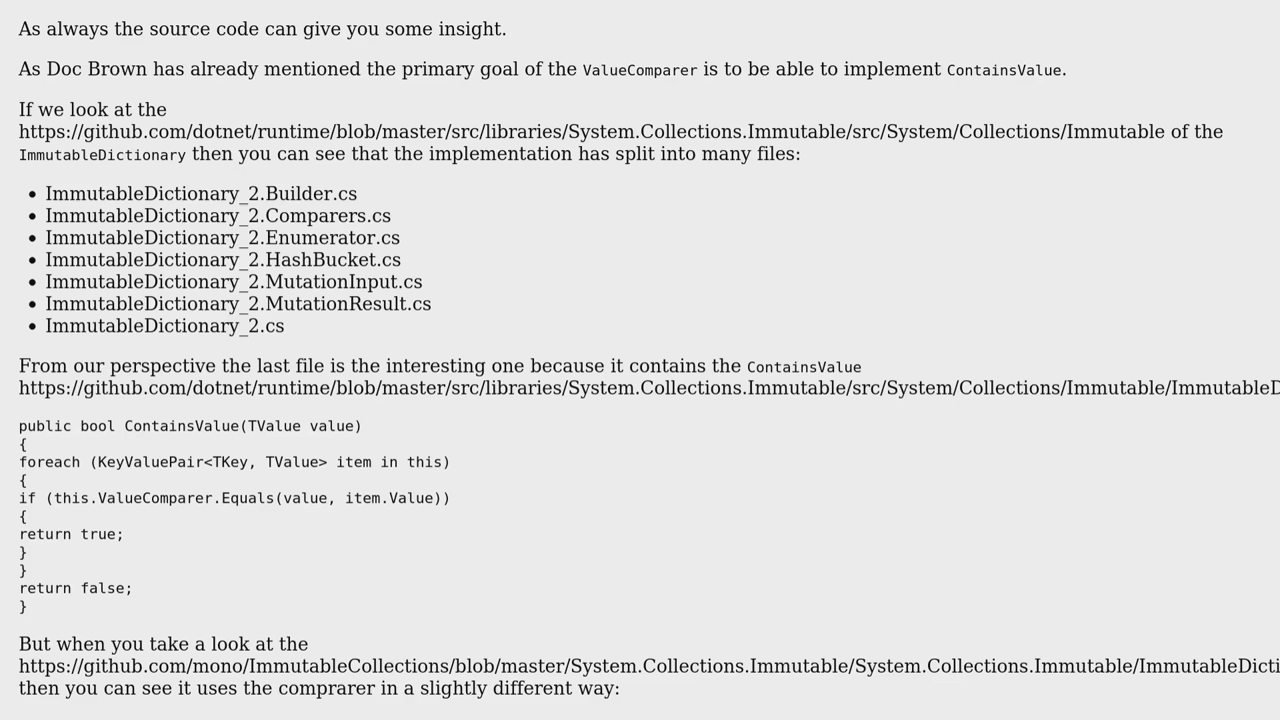 As always the source code can give you some insight.
As Doc Brown has already mentioned the primary goal of the ValueComparer is to be able to implement ContainsValue.
If we look at the
https://github.com/dotnet/runtime/blob/master/src/libraries/System.Collections.Immutable/src/System/Collections/Immutable of the
ImmutableDictionary then you can see that the implementation has split into many files:
• ImmutableDictionary_2.Builder.cs
• ImmutableDictionary_2.Comparers.cs
• ImmutableDictionary_2.Enumerator.cs
• ImmutableDictionary_2.HashBucket.cs
• ImmutableDictionary_2.MutationInput.cs
• ImmutableDictionary_2.MutationResult.cs
• ImmutableDictionary_2.cs
From our perspective the last file is the interesting one because it contains the ContainsValue
https://github.com/dotnet/runtime/blob/master/src/libraries/System.Collections.Immutable/src/System/Collections/Immutable/ImmutableD
public bool ContainsValue(TValue value)
{
foreach (KeyValuePair<TKey, TValue> item in this)
{
if (this.ValueComparer.Equals(value, item.Value))
{
return true;
}
}
return false;
}
But when you take a look at the
https://github.com/mono/ImmutableCollections/blob/master/System.Collections.Immutable/System.Collections.Immutable/ImmutableDicti
then you can see it uses the comprarer in a slightly different way: